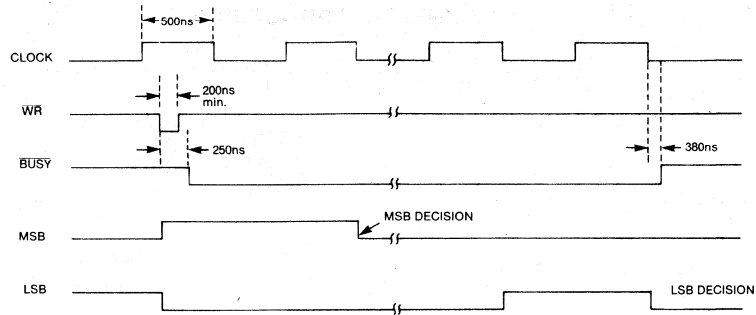 500ns
CLOCK
200ns
min.
WR
250ns
380ns
BUSY
MSB DECISION
MSB
LSB
LSB DECISION